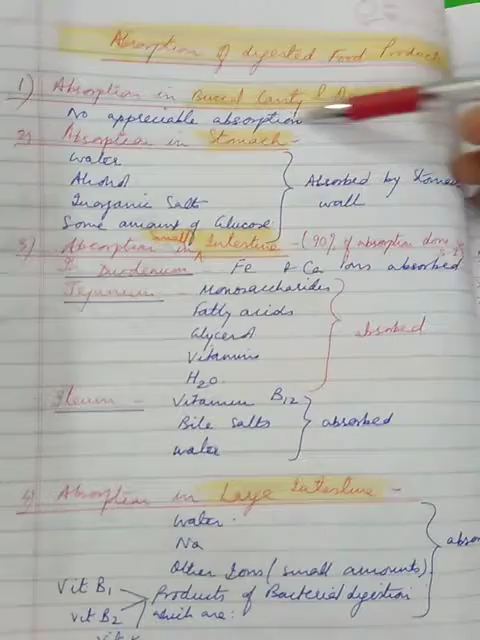 Absorption of digested Food Product
1) Absorption in Buccal Cavity &
No appreciable absorption
2) Absorption in Stomach -
Water
Alcohol
Inorganic Salts
Some amount of Glucose
Absorbed by Stomach
wall
3) Absorption in small Intestine - (90% of absorption done
Duodenum Fe & Ca Ions absorbed
Jejunum - Monosaccharides
Fatty acids
Glycerol
Vitamins
H2O
absorbed
Ileum - Vitamin B12
Bile Salts
water
absorbed
4) Absorption in Large Intestine -
Water
Na
Other Ions (small amounts)
Products of Bacterial digestion
which are:
abso
Vit B1
Vit B2
Vit K